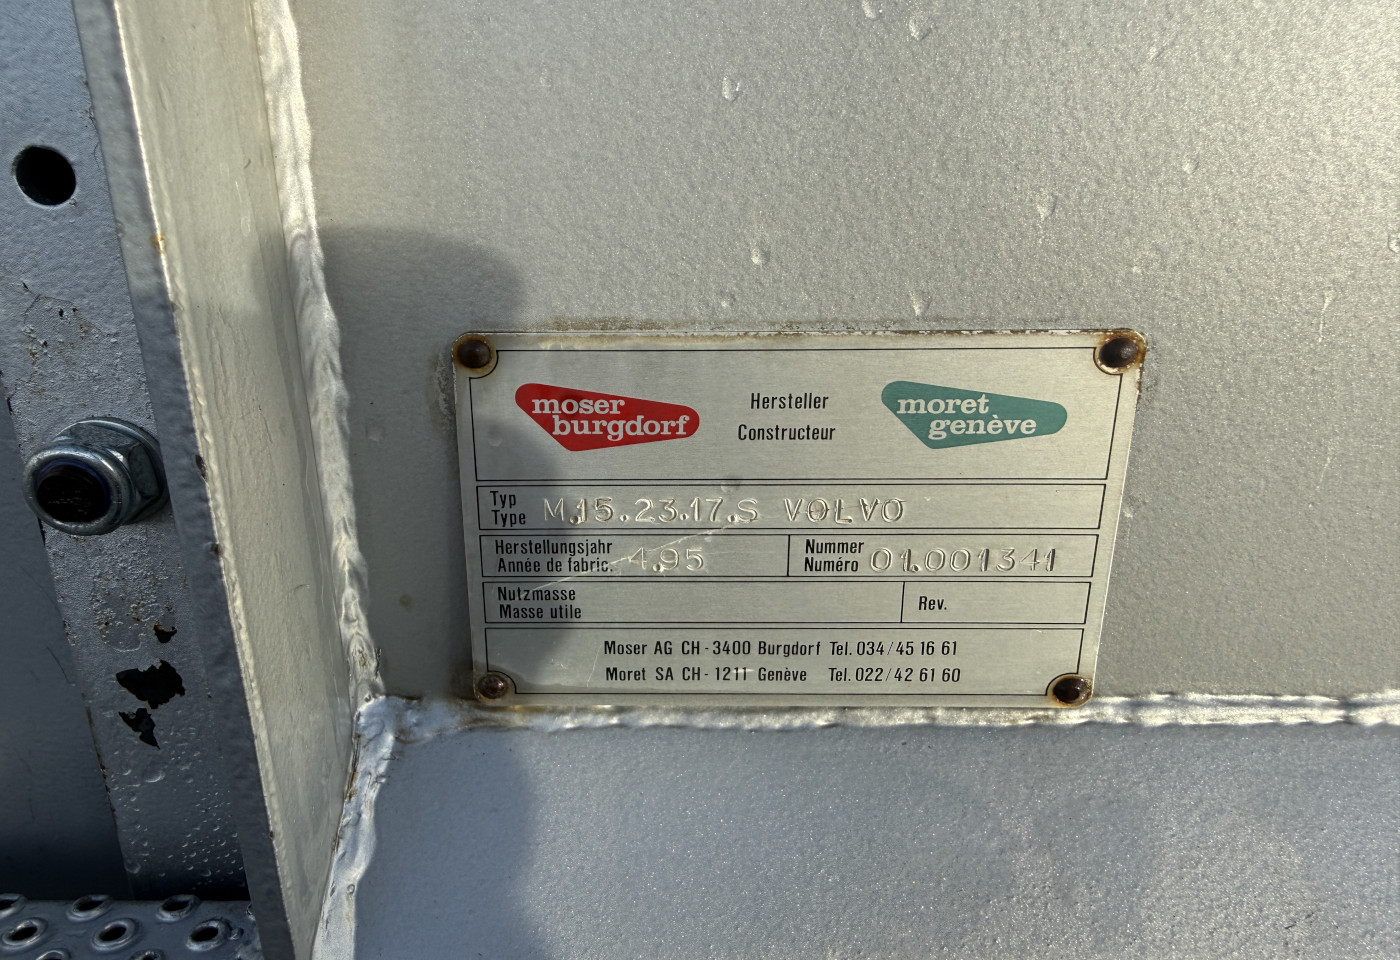 moser
burgdorf
Hersteller
Constructeur
moret
genève
Typ
Type
M.15.23.17.S VOLVO
Herstellungsjahr
Année de fabric.
4.95
Nummer
Numéro
01.001341
Nutzmasse
Masse utile
Rev.
Moser AG CH - 3400 Burgdorf Tel. 034/45 16 61
Moret SA CH - 1211 Genève Tel. 022/42 61 60